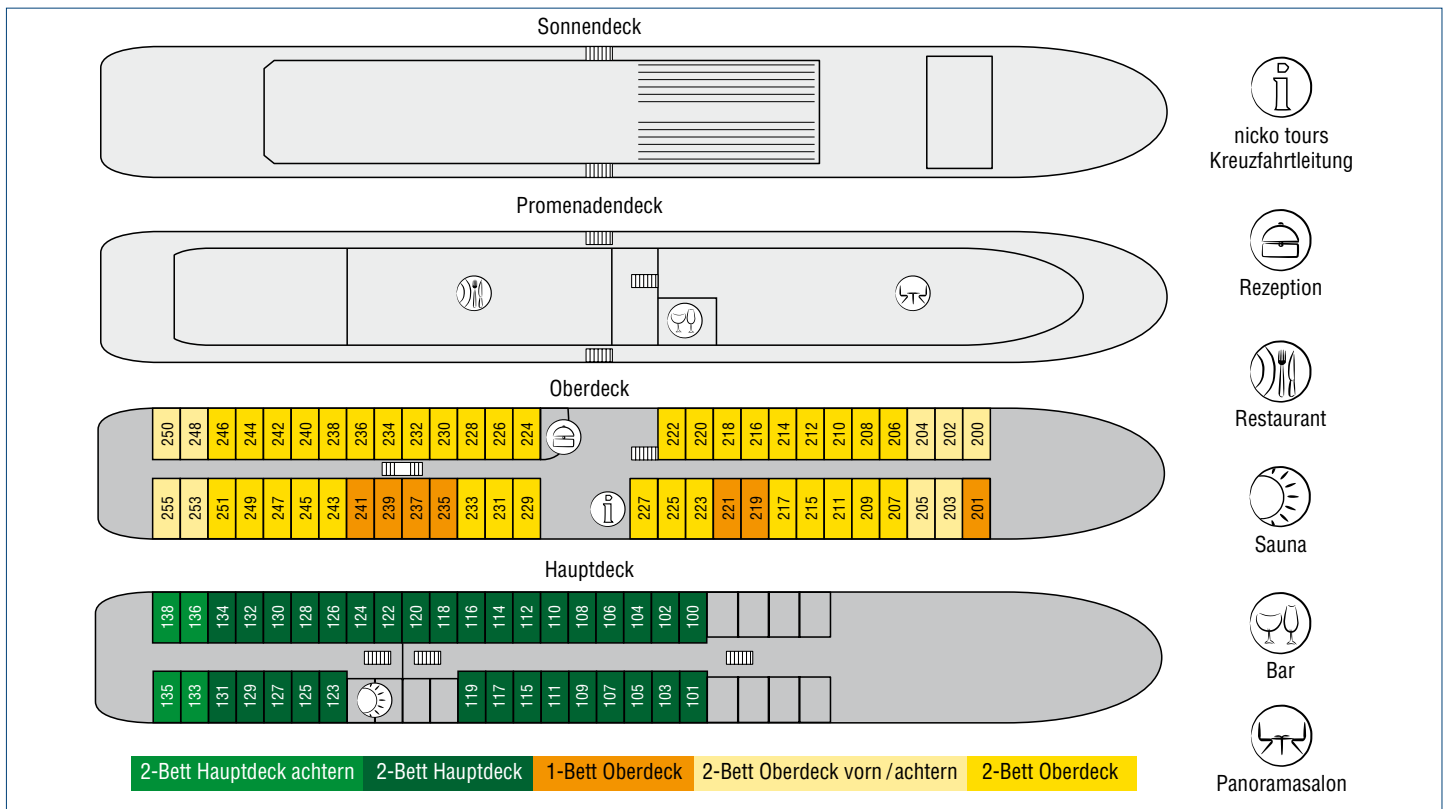 Sonnendeck
nicko tours
Kreuzfahrtleitung
Promenadendeck
Rezeption
Oberdeck
250 248 246 244 242 240 238 236 234 232 230 228 226 224 222 220 218 216 214 212 210 208 206 204 202 200
Restaurant
255 253 251 249 247 245 243 241 239 237 235 233 231 229 227 225 223 221 219 217 215 211 209 207 205 203 201
Sauna
Hauptdeck
138 136 134 132 130 128 126 124 122 120 118 116 114 112 110 108 106 104 102 100
Bar
135 133 131 129 127 125 123 119 117 115 111 109 107 105 103 101
Panoramasalon
2-Bett Hauptdeck achtern 2-Bett Hauptdeck 1-Bett Oberdeck 2-Bett Oberdeck vorn / achtern 2-Bett Oberdeck